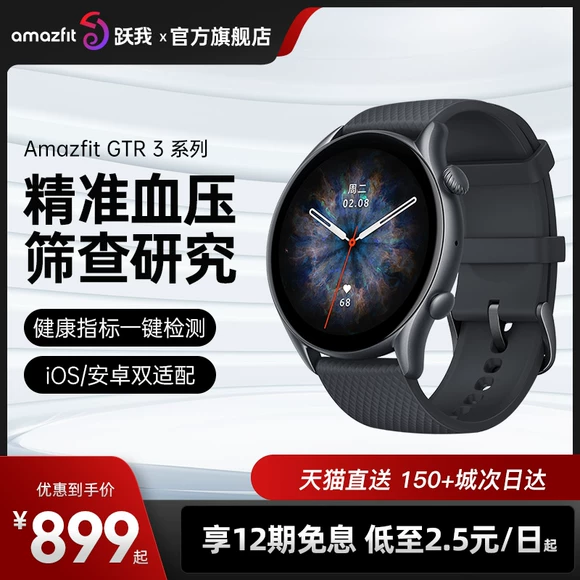 amazfit 跃我 x 官方旗舰店
Amazfit GTR 3 系列
精准血压
筛查研究
健康指标一键检测
iOS/安卓双适配
周二
02.08
68
天猫直送 150+城次日达
优惠到手价
¥899起
享12期免息 低至2.5元/日起